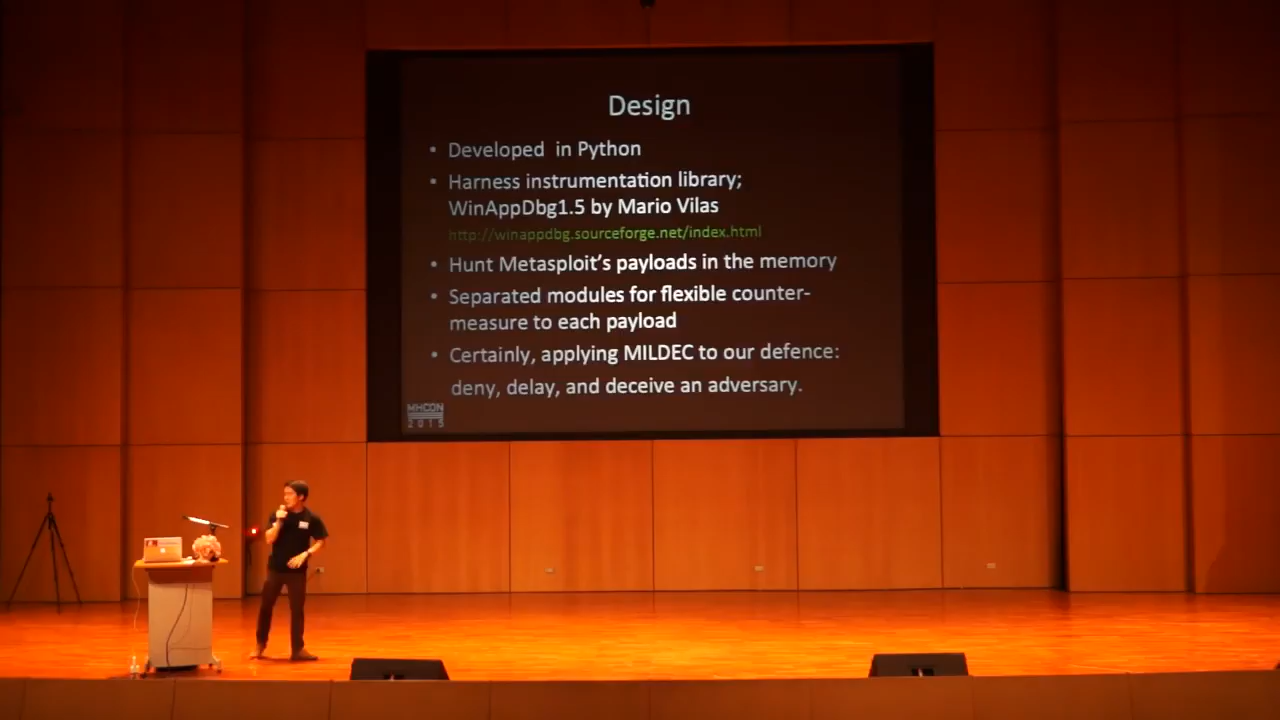 Design
• Developed in Python
• Harness instrumentation library;
WinAppDbg1.5 by Mario Vilas
http://winappdbg.sourceforge.net/index.html
• Hunt Metasploit's payloads in the memory
• Separated modules for flexible counter-
measure to each payload
• Certainly, applying MILDEC to our defence:
deny, delay, and deceive an adversary.
MHCON
2015